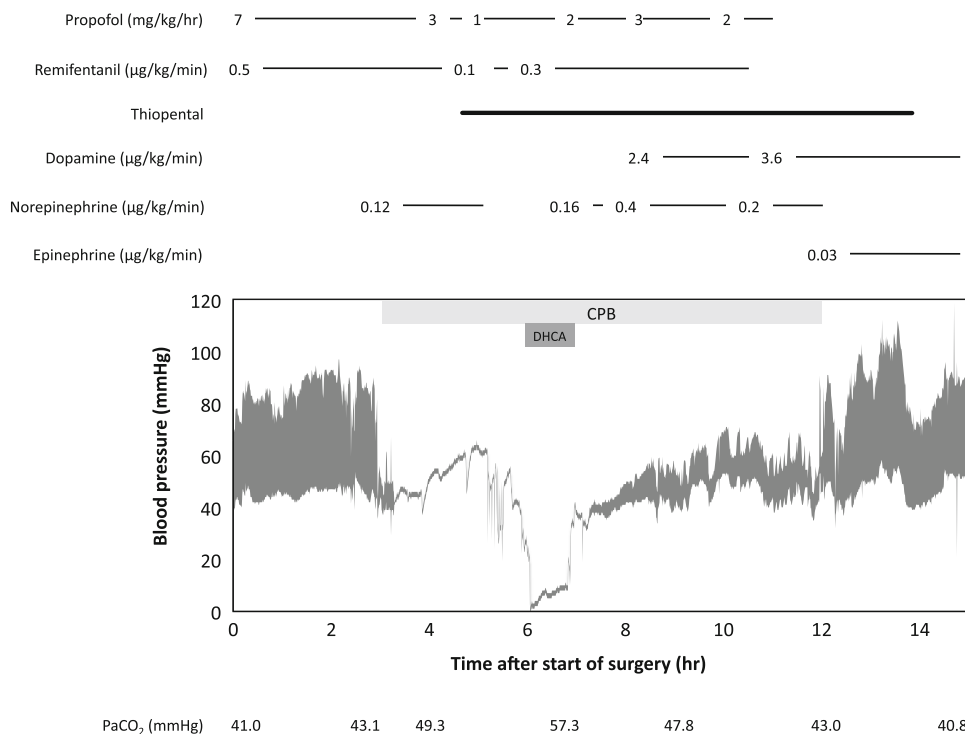 Propofol (mg/kg/hr) 7 3 1 2 3 2
Remifentanil (µg/kg/min) 0.5 0.1 0.3
Thiopental
Dopamine (µg/kg/min) 2.4 3.6
Norepinephrine (µg/kg/min) 0.12 0.16 0.4 0.2
Epinephrine (µg/kg/min) 0.03
CPB
DHCA
Blood pressure (mmHg)
120
100
80
60
40
20
0
0 2 4 6 8 10 12 14
Time after start of surgery (hr)
PaCO₂ (mmHg) 41.0 43.1 49.3 57.3 47.8 43.0 40.8